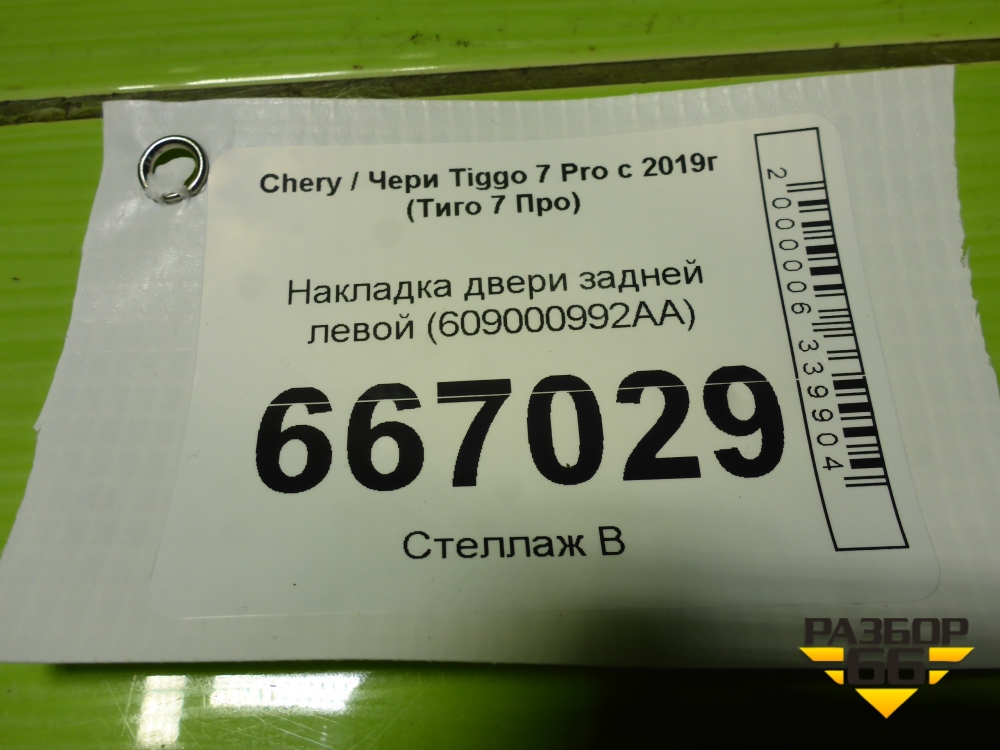 Chery / Чери Tiggo 7 Pro с 2019г
(Тиго 7 Про)
Накладка двери задней
левой (609000992AA)
667029
Стеллаж В
2000006339904
РАЗБОР
66